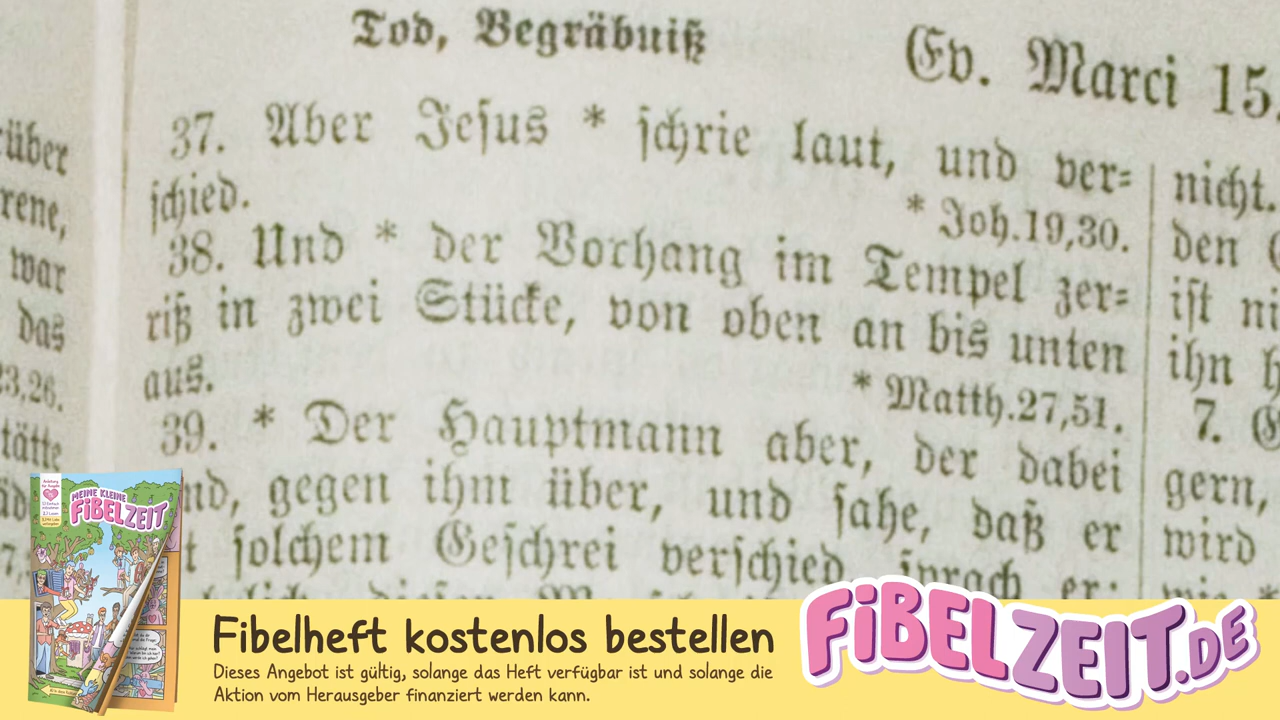 Tod, Begräbniß
Ev. Marci 15.
über
rene,
war
das
23,26.
tätte
37. Aber Jeſus * ſchrie laut, und ver=
ſchied.
* Joh.19,30.
38. Und * der Vorhang im Tempel zer=
riß in zwei Stücke, von oben an bis unten
aus.
* Matth.27,51.
39. * Der Hauptmann aber, der dabei
nd, gegen ihm über, und ſahe, daß er
t ſolchem Geſchrei verſchied, ſprach er:
nicht.
den
iſt ni
ihn h
7. G
gern,
wird
MEINE KLEINE
FiBELZEIT
Fibelheft kostenlos bestellen
Dieses Angebot ist gültig, solange das Heft verfügbar ist und solange die
Aktion vom Herausgeber finanziert werden kann.
FiBELZEIT.DE